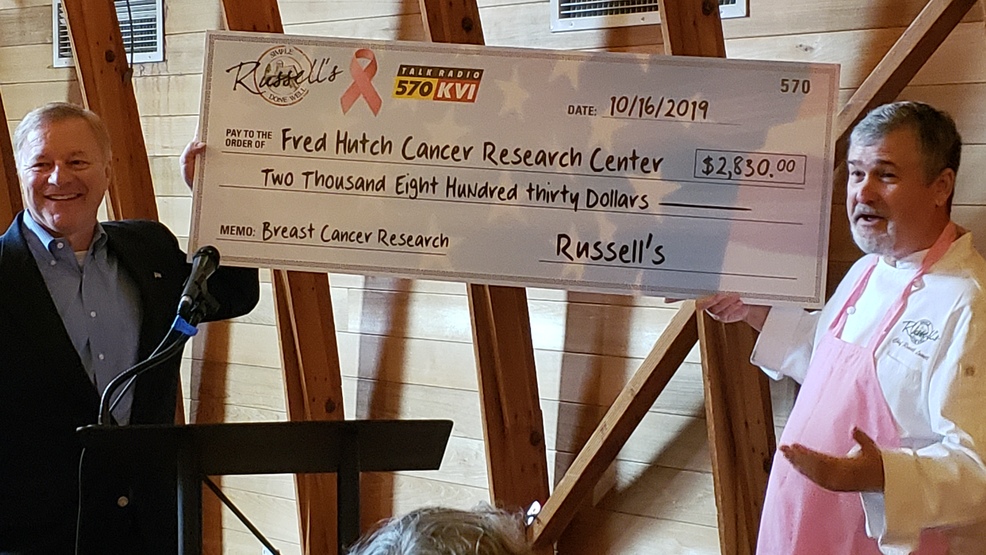 SIMPLE
Russell's
DONE WELL
TALK RADIO
570 KVI
570
DATE: 10/16/2019
PAY TO THE
ORDER OF Fred Hutch Cancer Research Center $2,830.00
Two Thousand Eight Hundred thirty Dollars
MEMO: Breast Cancer Research Russell's
Russell's